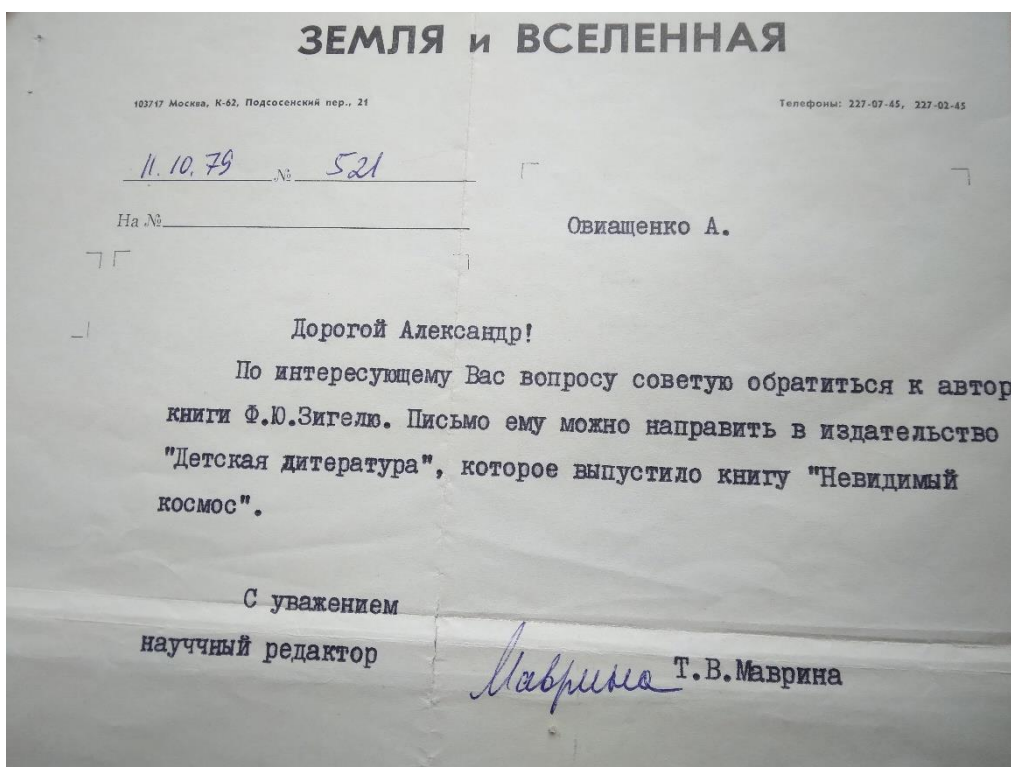 ЗЕМЛЯ и ВСЕЛЕННАЯ
103717 Москва, К-62, Подсосенский пер., 21
Телефоны: 227-07-45, 227-02-45
11.10.79 № 521
На №
Овиащенко А.
Дорогой Александр!
По интересующему Вас вопросу советую обратиться к автор
книги Ф.Ю.Зигелю. Письмо ему можно направить в издательство
"Детская дитература", которое выпустило книгу "Невидимый
космос".
С уважением
науччный редактор
Маврина Т.В.Маврина